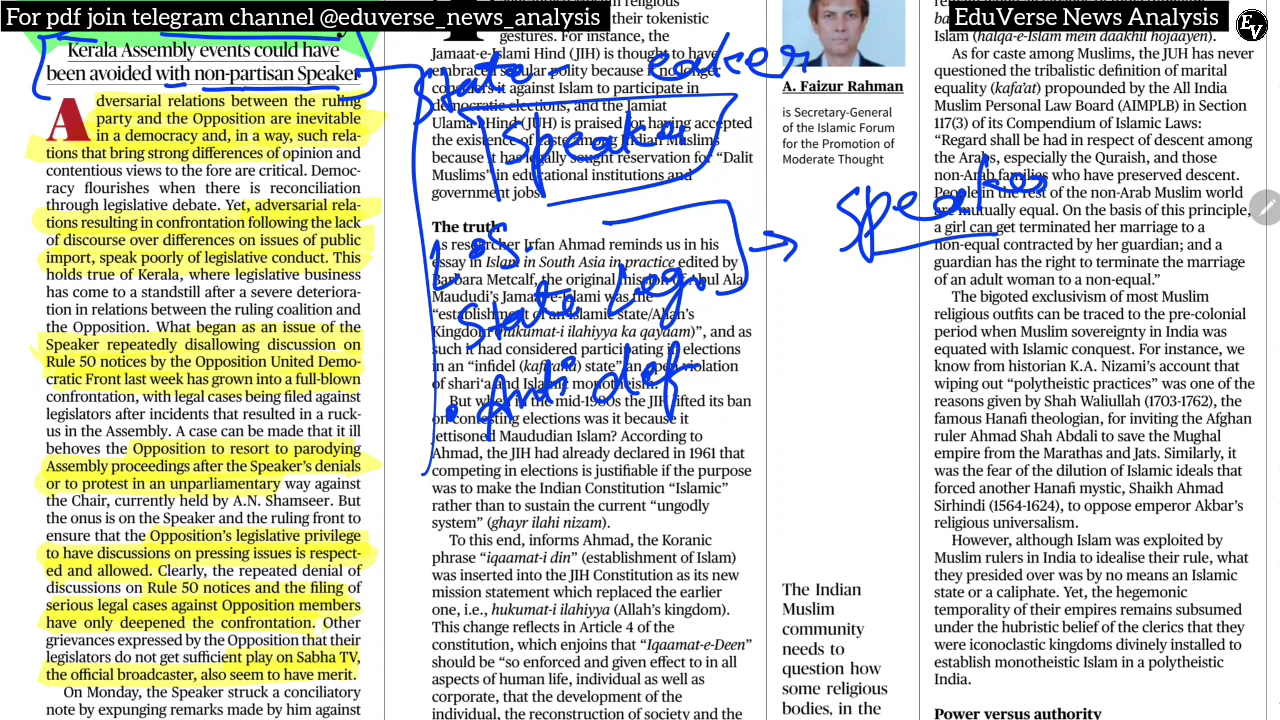 For pdf join telegram channel @eduverse_news_analysis
EduVerse News Analysis
Kerala Assembly events could have
been avoided with non-partisan Speaker
Adversarial relations between the ruling
party and the Opposition are inevitable
in a democracy and, in a way, such rela-
tions that bring strong differences of opinion and
contentious views to the fore are critical. Democ-
racy flourishes when there is reconciliation
through legislative debate. Yet, adversarial rela-
tions resulting in confrontation following the lack
of discourse over differences on issues of public
import, speak poorly of legislative conduct. This
holds true of Kerala, where legislative business
has come to a standstill after a severe deteriora-
tion in relations between the ruling coalition and
the Opposition. What began as an issue of the
Speaker repeatedly disallowing discussion on
Rule 50 notices by the Opposition United Demo-
cratic Front last week has grown into a full-blown
confrontation, with legal cases being filed against
legislators after incidents that resulted in a ruck-
us in the Assembly. A case can be made that it ill
behoves the Opposition to resort to parodying
Assembly proceedings after the Speaker's denials
or to protest in an unparliamentary way against
the Chair, currently held by A.N. Shamseer. But
the onus is on the Speaker and the ruling front to
ensure that the Opposition's legislative privilege
to have discussions on pressing issues is respect-
ed and allowed. Clearly, the repeated denial of
discussions on Rule 50 notices and the filing of
serious legal cases against Opposition members
have only deepened the confrontation. Other
grievances expressed by the Opposition that their
legislators do not get sufficient play on Sabha TV,
the official broadcaster, also seem to have merit.
On Monday, the Speaker struck a conciliatory
note by expunging remarks made by him against
their tokenistic
gestures. For instance, the
Jamaat-e-Islami Hind (JIH) is thought to have
embraced secular polity because it no longer
considers it against Islam to participate in
democratic elections, and the Jamiat
Ulama-e-Hind (JUH) is praised for having accepted
the existence of caste among Indian Muslims
because it has legally sought reservation for "Dalit
Muslims" in educational institutions and
government jobs.
The truth
As researcher Irfan Ahmad reminds us in his
essay in Islam in South Asia in practice edited by
Barbara Metcalf, the original mission of Abul Ala
Maududi's Jamaat-e-Islami was the
"establishment of an Islamic state/Allah's
Kingdom (hukumat-i ilahiyya ka qayaam)", and as
such it had considered participating in elections
in an "infidel (kafirana) state" an open violation
of shari'a and Islamic monotheism.
But when in the mid-1980s the JIH lifted its ban
on contesting elections was it because it
jettisoned Maududian Islam? According to
Ahmad, the JIH had already declared in 1961 that
competing in elections is justifiable if the purpose
was to make the Indian Constitution "Islamic"
rather than to sustain the current "ungodly
system" (ghayr ilahi nizam).
To this end, informs Ahmad, the Koranic
phrase "iqaamat-i din" (establishment of Islam)
was inserted into the JIH Constitution as its new
mission statement which replaced the earlier
one, i.e., hukumat-i ilahiyya (Allah's kingdom).
This change reflects in Article 4 of the
constitution, which enjoins that "Iqaamat-e-Deen"
should be "so enforced and given effect to in all
aspects of human life, individual as well as
corporate, that the development of the
individual, the reconstruction of society and the
State
eaker
Speaker
L.S.
State Leg.
Anti def
Speaker
A. Faizur Rahman
is Secretary-General
of the Islamic Forum
for the Promotion of
Moderate Thought
The Indian
Muslim
community
needs to
question how
some religious
bodies, in the
Islam (halqa-e-Islam mein daakhil hojaayen).
As for caste among Muslims, the JUH has never
questioned the tribalistic definition of marital
equality (kafa'at) propounded by the All India
Muslim Personal Law Board (AIMPLB) in Section
117(3) of its Compendium of Islamic Laws:
"Regard shall be had in respect of descent among
the Arabs, especially the Quraish, and those
non-Arab families who have preserved descent.
People in the rest of the non-Arab Muslim world
are mutually equal. On the basis of this principle,
a girl can get terminated her marriage to a
non-equal contracted by her guardian; and a
guardian has the right to terminate the marriage
of an adult woman to a non-equal."
The bigoted exclusivism of most Muslim
religious outfits can be traced to the pre-colonial
period when Muslim sovereignty in India was
equated with Islamic conquest. For instance, we
know from historian K.A. Nizami's account that
wiping out "polytheistic practices" was one of the
reasons given by Shah Waliullah (1703-1762), the
famous Hanafi theologian, for inviting the Afghan
ruler Ahmad Shah Abdali to save the Mughal
empire from the Marathas and Jats. Similarly, it
was the fear of the dilution of Islamic ideals that
forced another Hanafi mystic, Shaikh Ahmad
Sirhindi (1564-1624), to oppose emperor Akbar's
religious universalism.
However, although Islam was exploited by
Muslim rulers in India to idealise their rule, what
they presided over was by no means an Islamic
state or a caliphate. Yet, the hegemonic
temporality of their empires remains subsumed
under the hubristic belief of the clerics that they
were iconoclastic kingdoms divinely installed to
establish monotheistic Islam in a polytheistic
India.
Power versus authority